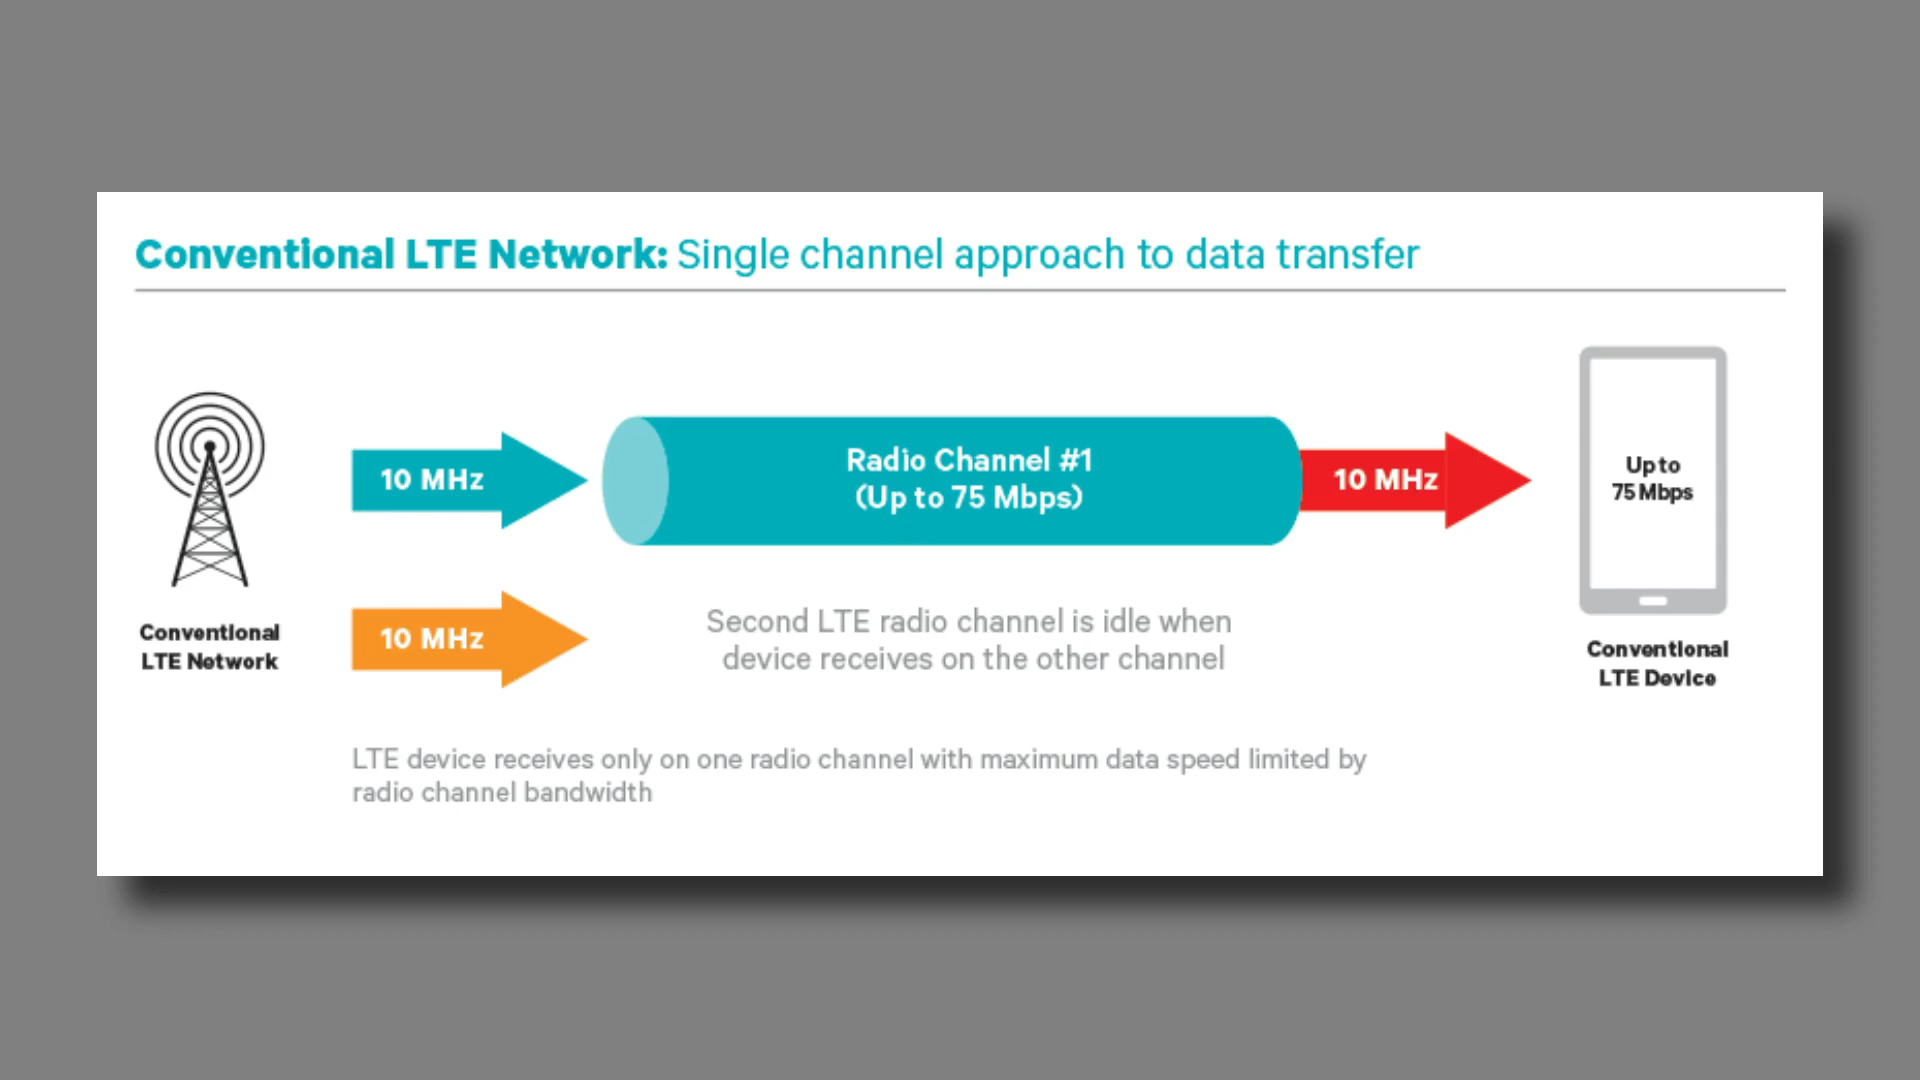 Conventional LTE Network: Single channel approach to data transfer
10 MHz
Radio Channel #1
(Up to 75 Mbps)
10 MHz
Up to
75 Mbps
Conventional
LTE Network
10 MHz
Second LTE radio channel is idle when
device receives on the other channel
Conventional
LTE Device
LTE device receives only on one radio channel with maximum data speed limited by
radio channel bandwidth